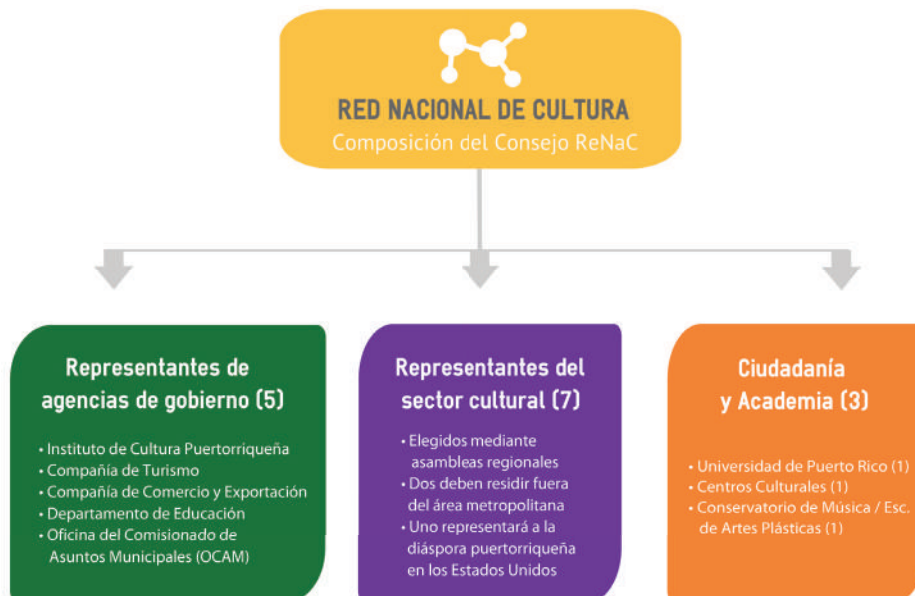 RED NACIONAL DE CULTURA
Composición del Consejo ReNaC
Representantes de
agencias de gobierno (5)
• Instituto de Cultura Puertorriqueña
• Compañía de Turismo
• Compañía de Comercio y Exportación
• Departamento de Educación
• Oficina del Comisionado de
Asuntos Municipales (OCAM)
Representantes del
sector cultural (7)
• Elegidos mediante
asambleas regionales
• Dos deben residir fuera
del área metropolitana
• Uno representará a la
diáspora puertorriqueña
en los Estados Unidos
Ciudadanía
y Academia (3)
• Universidad de Puerto Rico (1)
• Centros Culturales (1)
• Conservatorio de Música / Esc.
de Artes Plásticas (1)